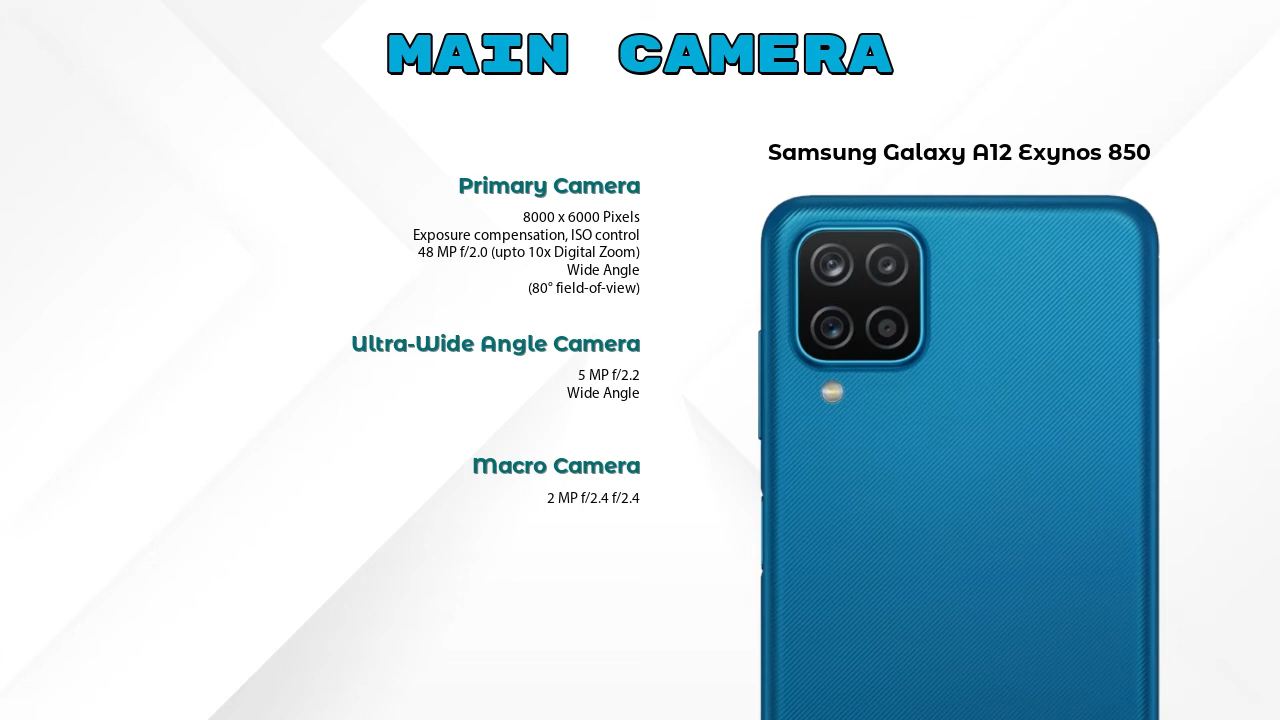 MAIN CAMERA
Samsung Galaxy A12 Exynos 850
Primary Camera
8000 x 6000 Pixels
Exposure compensation, ISO control
48 MP f/2.0 (upto 10x Digital Zoom)
Wide Angle
(80° field-of-view)
Ultra-Wide Angle Camera
5 MP f/2.2
Wide Angle
Macro Camera
2 MP f/2.4 f/2.4